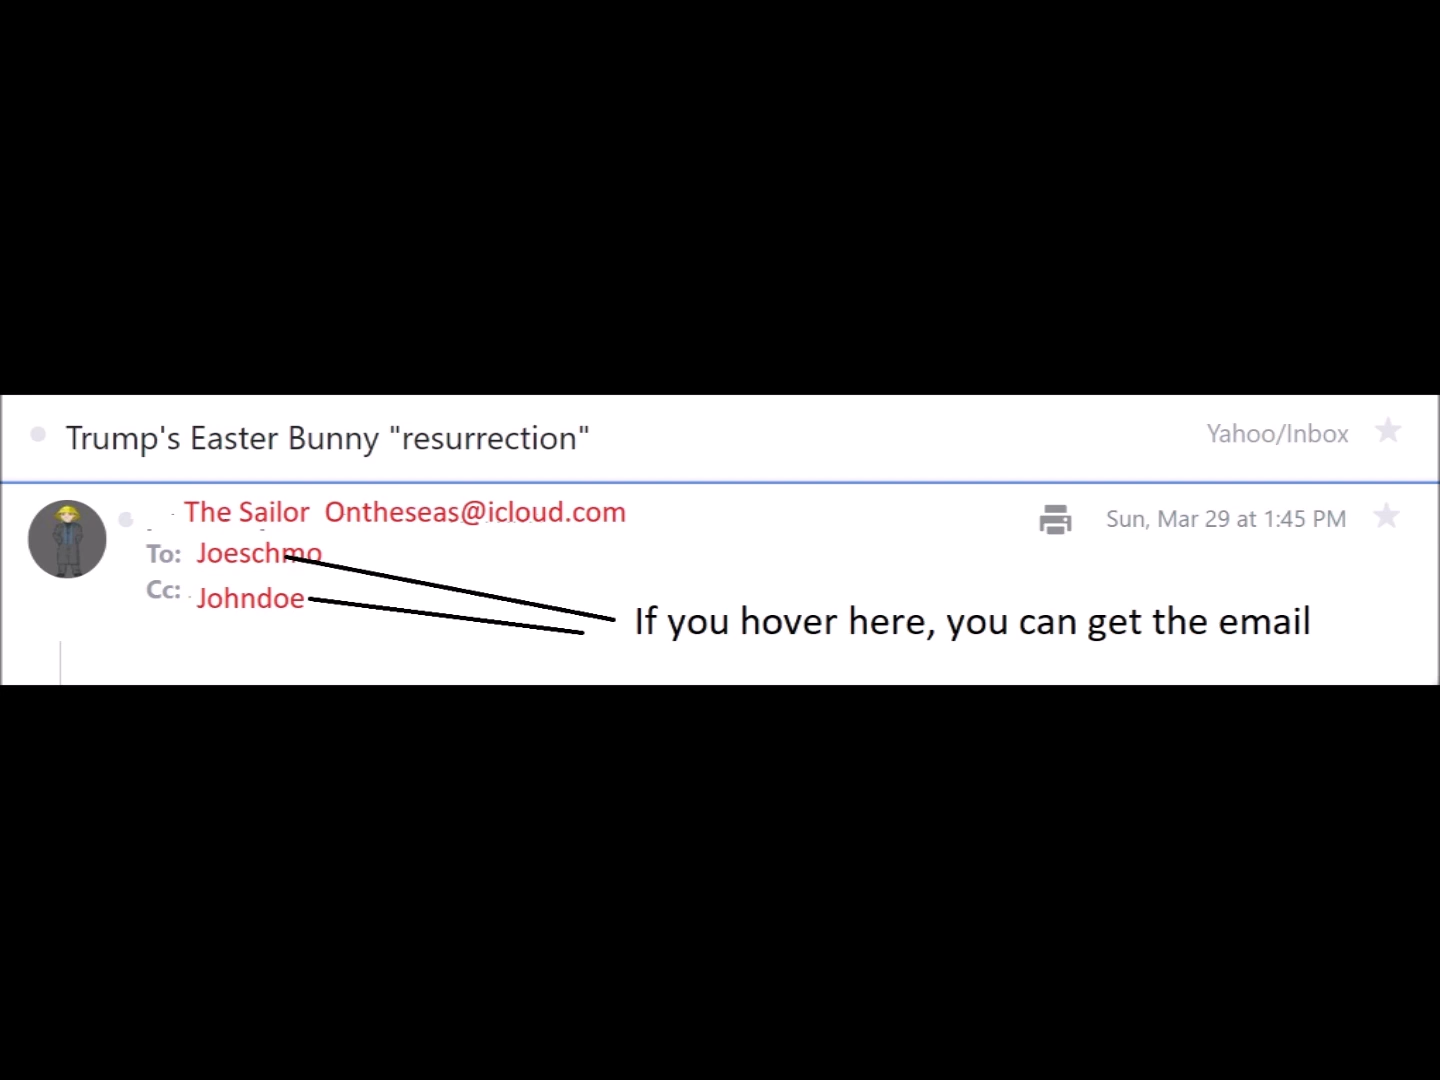 Trump's Easter Bunny "resurrection" Yahoo/Inbox
The Sailor Ontheseas@icloud.com Sun, Mar 29 at 1:45 PM
To: Joeschmo
Cc: Johndoe
If you hover here, you can get the email